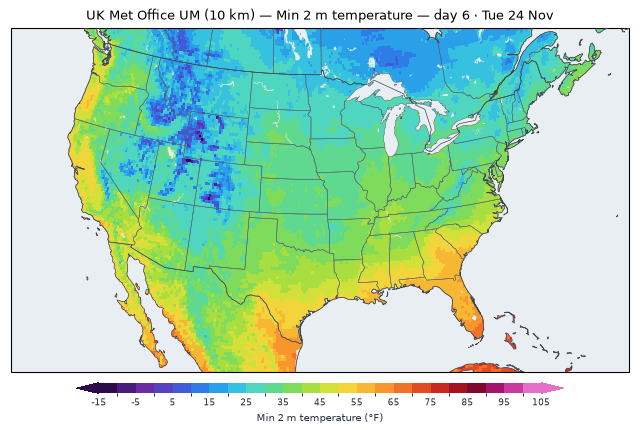 UK Met Office UM (10 km) — Min 2 m temperature — day 6 · Tue 24 Nov
-15 -5 5 15 25 35 45 55 65 75 85 95 105
Min 2 m temperature (°F)